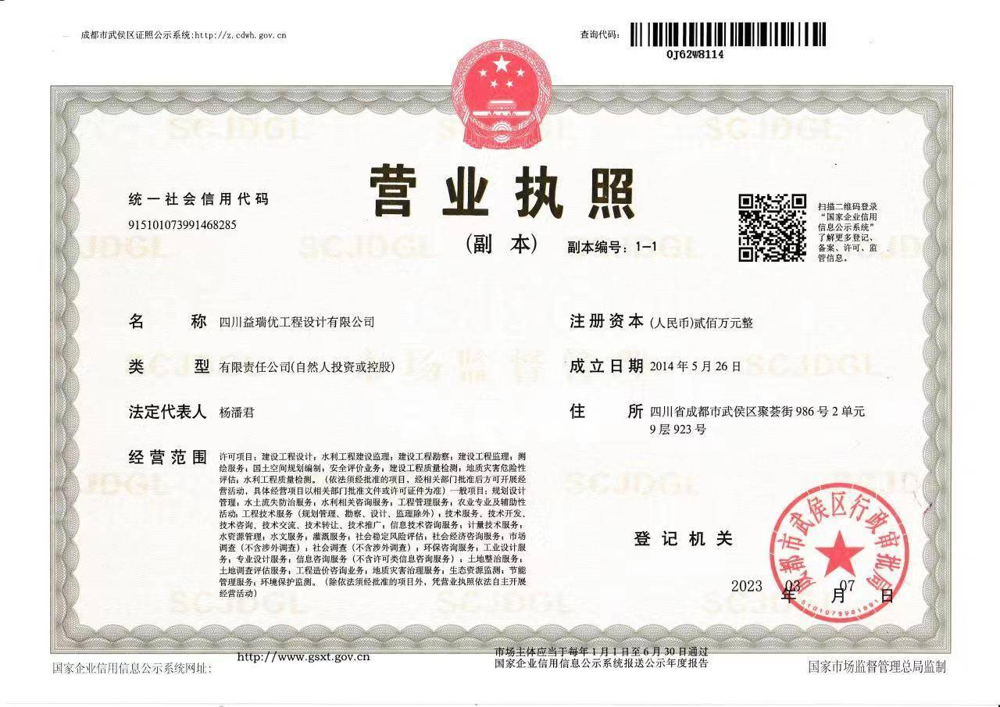 成都市武侯区证照公示系统:http://z.cdwh.gov.cn
查询代码：
0J62W8114
营业执照
(副 本)
副本编号：1-1
统一社会信用代码
915101073991468285
扫描二维码登录
“国家企业信用
信息公示系统”
了解更多登记、
备案、许可、监
管信息。
名 称 四川益瑞优工程设计有限公司
类 型 有限责任公司(自然人投资或控股)
法定代表人 杨潘君
经营范围 许可项目：建设工程设计；水利工程建设监理；建设工程勘察；建设工程监理；测
绘服务；国土空间规划编制；安全评价业务；建设工程质量检测；地质灾害危险性
评估；水利工程质量检测。（依法须经批准的项目，经相关部门批准后方可开展经
营活动，具体经营项目以相关部门批准文件或许可证件为准）一般项目：规划设计
管理；水土流失防治服务；水利相关咨询服务；工程管理服务；农业专业及辅助性
活动；工程技术服务（规划管理、勘察、设计、监理除外）；技术服务、技术开发、
技术咨询、技术交流、技术转让、技术推广；信息技术咨询服务；计量技术服务；
水资源管理；水文服务；灌溉服务；社会稳定风险评估；社会经济咨询服务；市场
调查（不含涉外调查）；社会调查（不含涉外调查）；环保咨询服务；工业设计服
务；专业设计服务；信息咨询服务（不含许可类信息咨询服务）；土地整治服务；
土地调查评估服务；工程造价咨询业务；地质灾害治理服务；生态资源监测；节能
管理服务；环境保护监测。（除依法须经批准的项目外，凭营业执照依法自主开展
经营活动）
注册资本 (人民币)贰佰万元整
成立日期 2014年5月26日
住 所 四川省成都市武侯区聚荟街986号2单元
9层923号
登记机关
成都市武侯区行政审批局
2023年03月07日
国家企业信用信息公示系统网址：
http://www.gsxt.gov.cn
市场主体应当于每年1月1日至6月30日通过
国家企业信用信息公示系统报送公示年度报告
国家市场监督管理总局监制